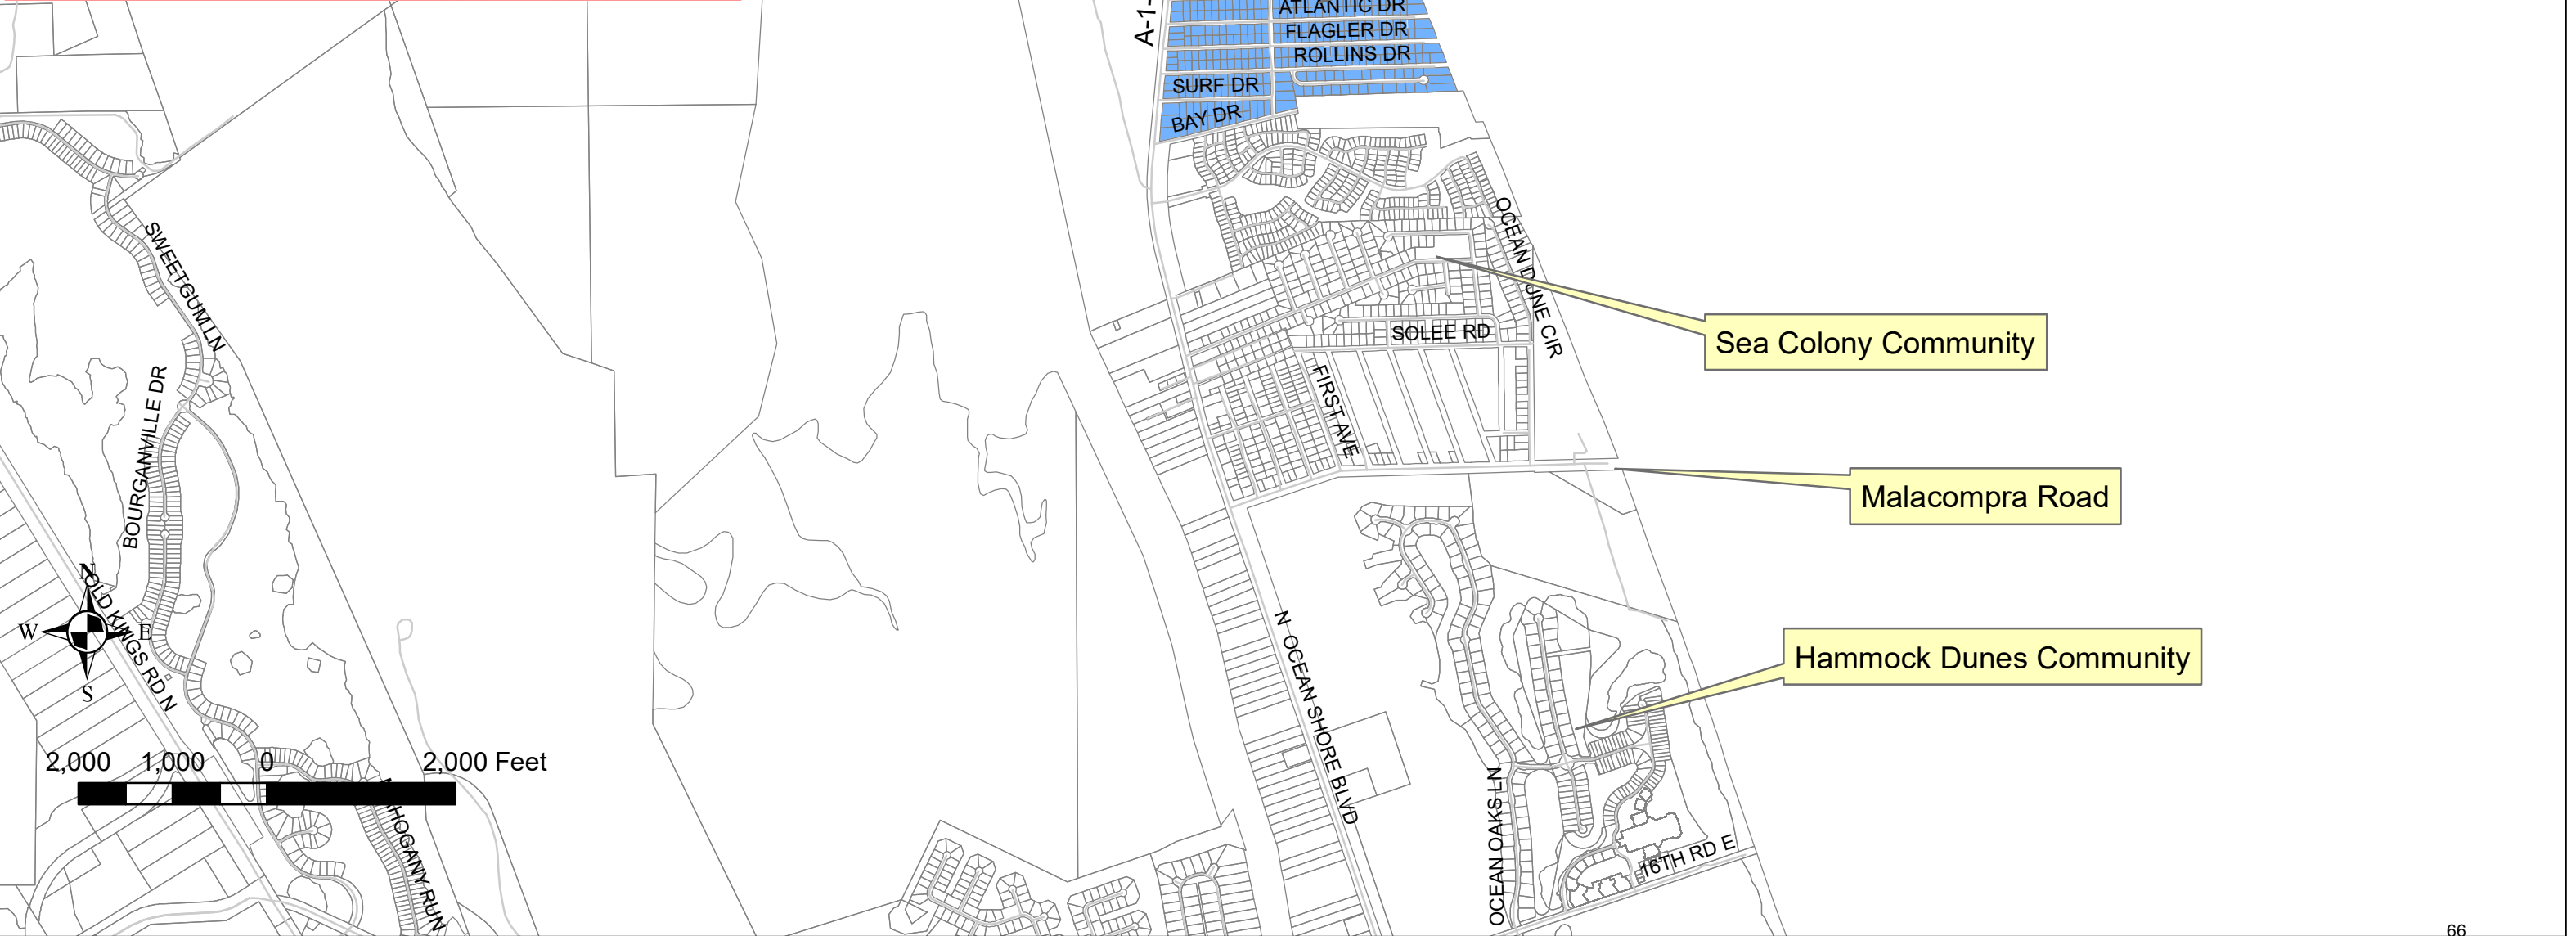 A-1-
ATLANTIC DR
FLAGLER DR
ROLLINS DR
SURF DR
BAY DR
SWEETGUM LN
OCEAN DUNE CIR
Sea Colony Community
SOLEE RD
BOURGANVILLE DR
FIRST AVE
Malacompra Road
N
W
E
S
OLD KINGS RD N
N OCEAN SHORE BLVD
Hammock Dunes Community
2,000 1,000 0 2,000 Feet
MAHOGANY RUN
OCEAN OAKS LN
16TH RD E
66